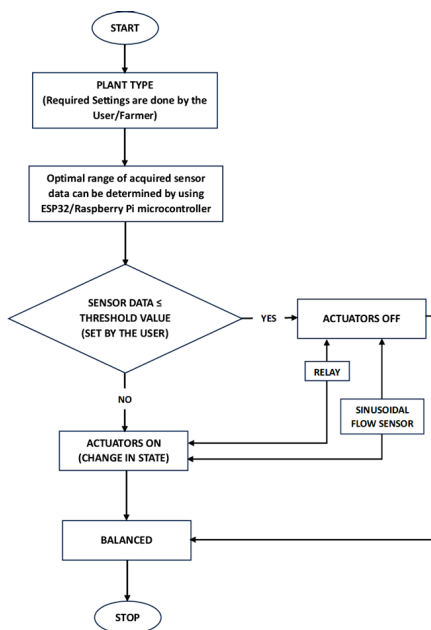 START
PLANT TYPE
(Required Settings are done by the
User/Farmer)
Optimal range of acquired sensor
data can be determined by using
ESP32/Raspberry Pi microcontroller
SENSOR DATA ≤
THRESHOLD VALUE
(SET BY THE USER)
YES
ACTUATORS OFF
RELAY
NO
SINUSOIDAL
FLOW SENSOR
ACTUATORS ON
(CHANGE IN STATE)
BALANCED
STOP